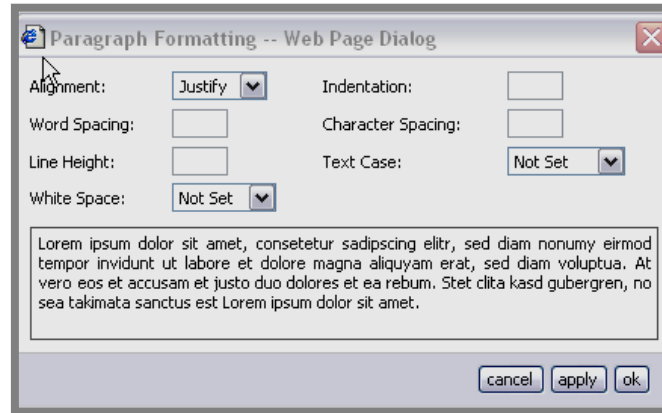 Paragraph Formatting -- Web Page Dialog
Alignment: Justify Indentation:
Word Spacing: Character Spacing:
Line Height: Text Case: Not Set
White Space: Not Set
Lorem ipsum dolor sit amet, consetetur sadipscing elitr, sed diam nonumy eirmod
tempor invidunt ut labore et dolore magna aliquyam erat, sed diam voluptua. At
vero eos et accusam et justo duo dolores et ea rebum. Stet clita kasd gubergren, no
sea takimata sanctus est Lorem ipsum dolor sit amet.
cancel apply ok